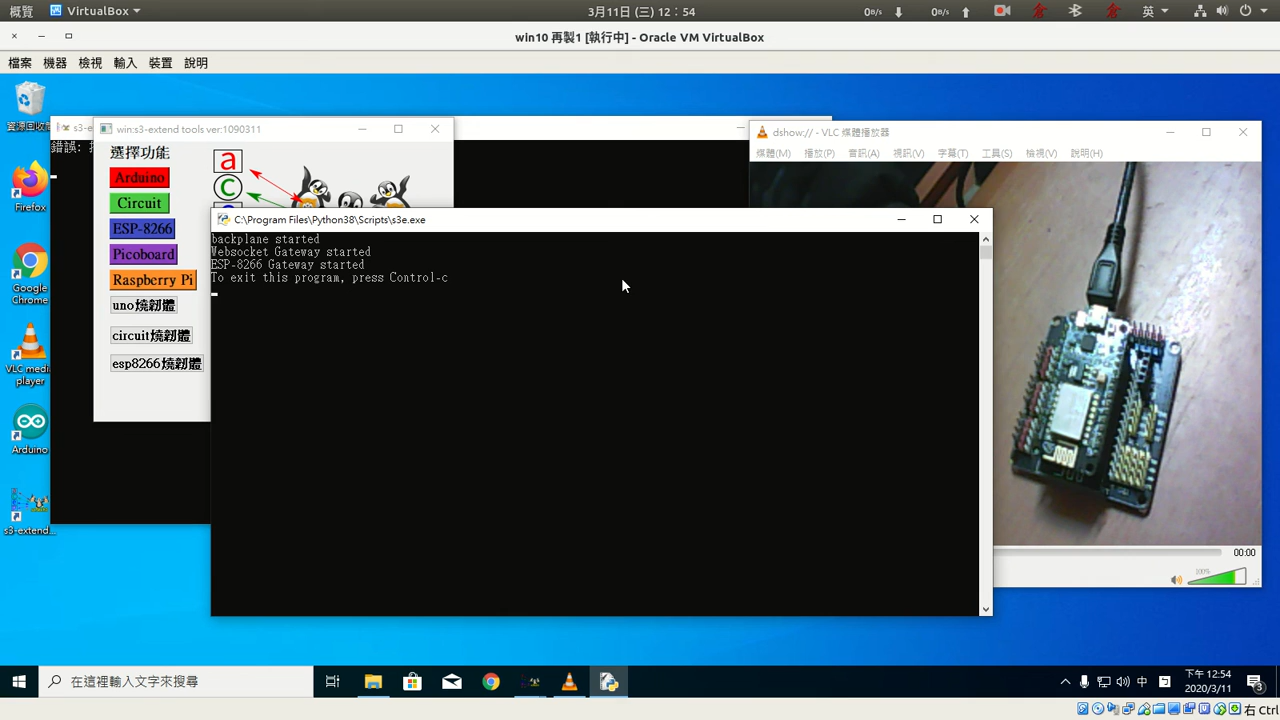 概覽 VirtualBox 3月11日 (三) 12:54 0B/s 0B/s 倉 倉 英
win10 再製1 [執行中] - Oracle VM VirtualBox
檔案 機器 檢視 輸入 裝置 說明
資源回收
Firefox
Google Chrome
VLC media player
Arduino
s3-extend...
s3-e
錯誤:
win:s3-extend tools ver:1090311
選擇功能
Arduino
Circuit
ESP-8266
Picoboard
Raspberry Pi
uno燒韌體
circuit燒韌體
esp8266燒韌體
a
C
C:\Program Files\Python38\Scripts\s3e.exe
backplane started
Websocket Gateway started
ESP-8266 Gateway started
To exit this program, press Control-c
dshow:// - VLC 媒體播放器
媒體(M) 播放(P) 音訊(A) 視訊(V) 字幕(T) 工具(S) 檢視(V) 說明(H)
00:00
100%
在這裡輸入文字來搜尋
中
下午 12:54
2020/3/11
3
右 Ctrl